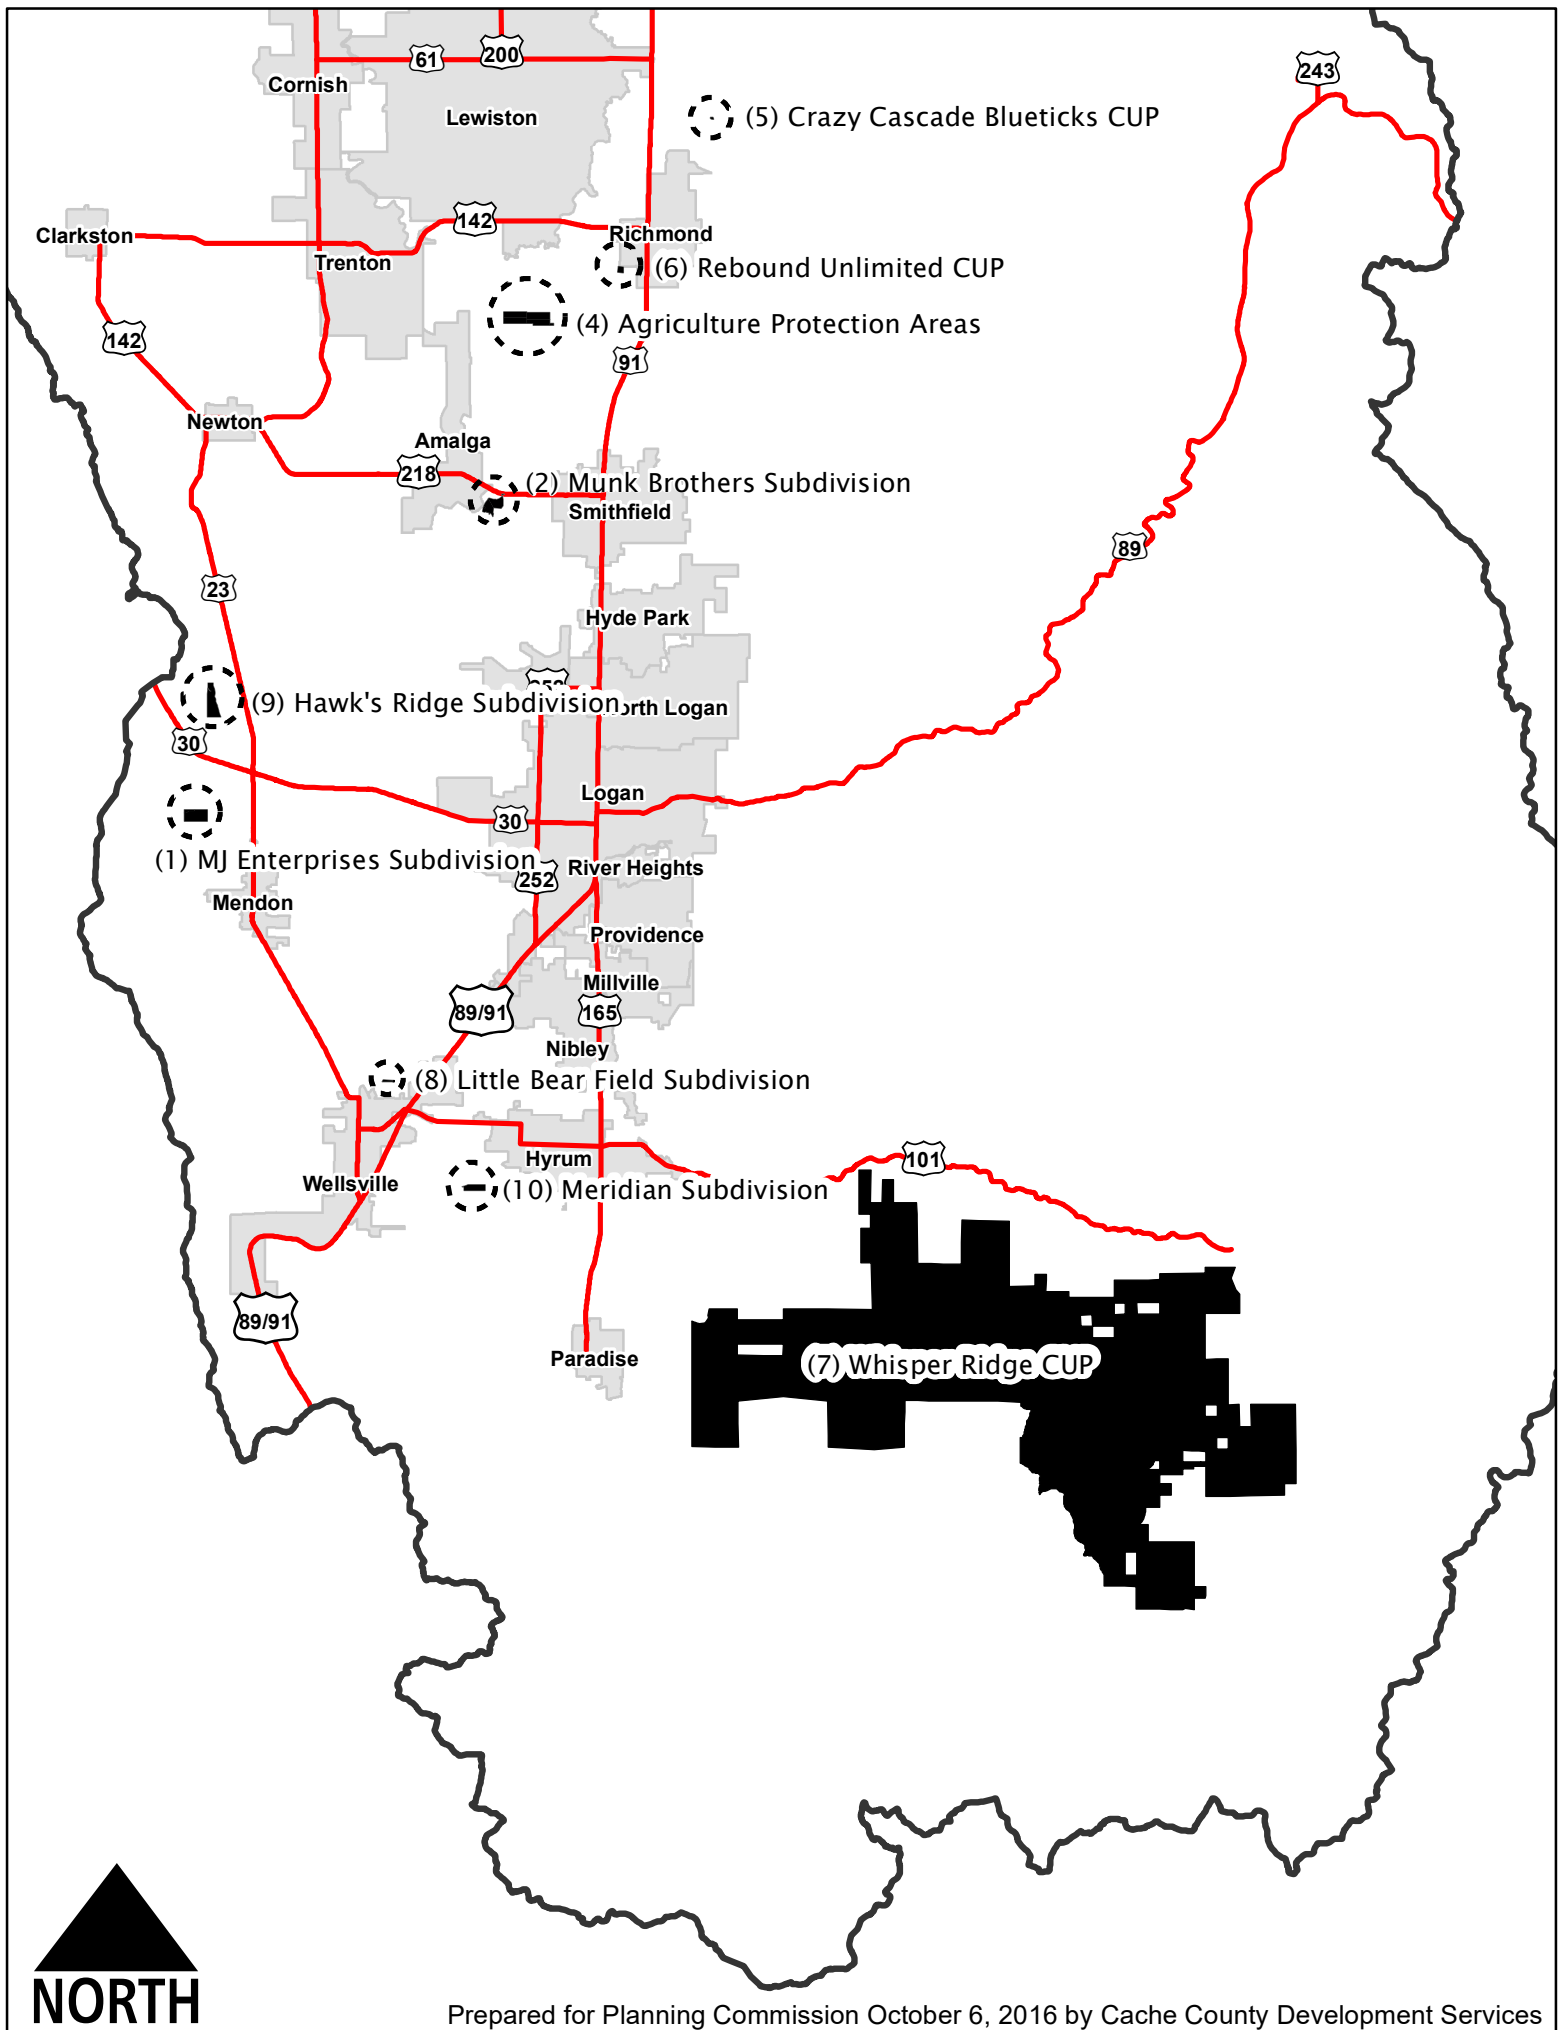 243
61
200
Cornish
Lewiston
(5) Crazy Cascade Blueticks CUP
142
Clarkston
Richmond
Trenton
(6) Rebound Unlimited CUP
(4) Agriculture Protection Areas
142
91
Newton
Amalga
218
(2) Munk Brothers Subdivision
Smithfield
89
23
Hyde Park
(9) Hawk's Ridge Subdivision
North Logan
30
Logan
30
(1) MJ Enterprises Subdivision
River Heights
252
Mendon
Providence
Millville
89/91
165
Nibley
(8) Little Bear Field Subdivision
Hyrum
101
Wellsville
(10) Meridian Subdivision
89/91
Paradise
(7) Whisper Ridge CUP
NORTH
Prepared for Planning Commission October 6, 2016 by Cache County Development Services